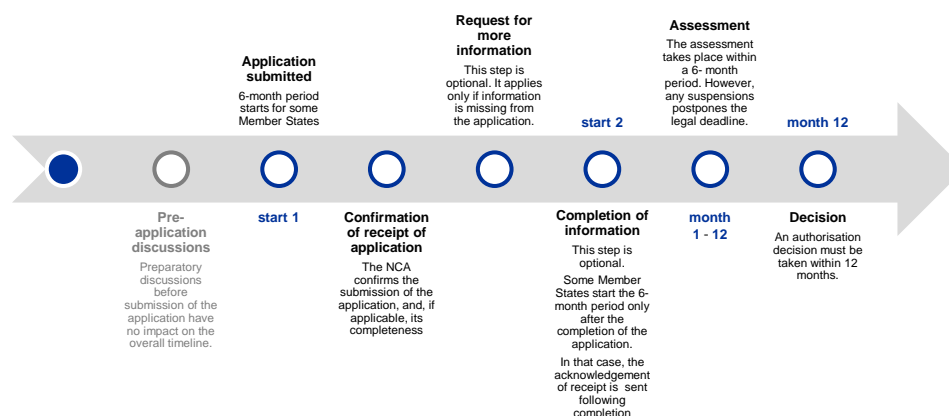 Application
submitted
6-month period
starts for some
Member States
Request for
more
information
This step is
optional. It applies
only if information
is missing from
the application.
start 2
Assessment
The assessment
takes place within
a 6- month
period. However,
any suspensions
postpones the
legal deadline.
month 12
Pre-
application
discussions
Preparatory
discussions
before
submission of the
application have
no impact on the
overall timeline.
start 1
Confirmation
of receipt of
application
The NCA
confirms the
submission of the
application, and, if
applicable, its
completeness
Completion of
information
This step is
optional.
Some Member
States start the 6-
month period only
after the
completion of the
application.
In that case, the
acknowledgement
of receipt is sent
following
completion
month
1 - 12
Decision
An authorisation
decision must be
taken within 12
months.